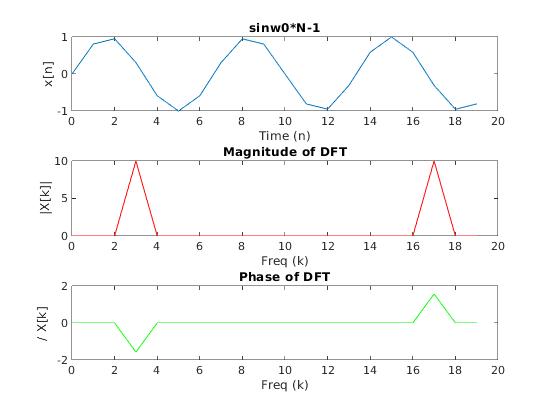 sinw0*N-1
1
0
-1
x[n]
0 2 4 6 8 10 12 14 16 18 20
Time (n)
Magnitude of DFT
10
5
0
|X[k]|
0 2 4 6 8 10 12 14 16 18 20
Freq (k)
Phase of DFT
2
0
-2
/ X[k]
0 2 4 6 8 10 12 14 16 18 20
Freq (k)